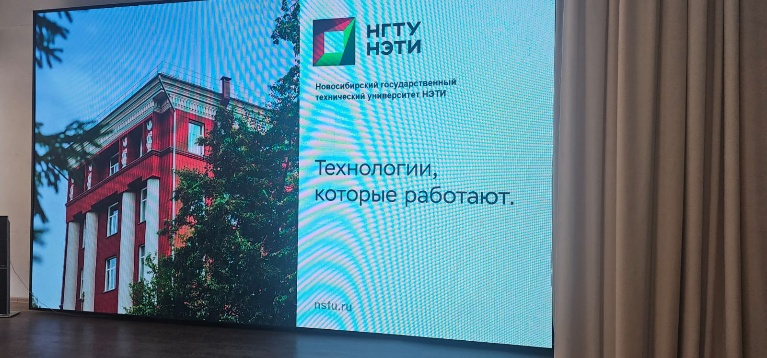 НГТУ
НЭТИ
Новосибирский государственный
технический университет НЭТИ
Технологии,
которые работают.
nstu.ru